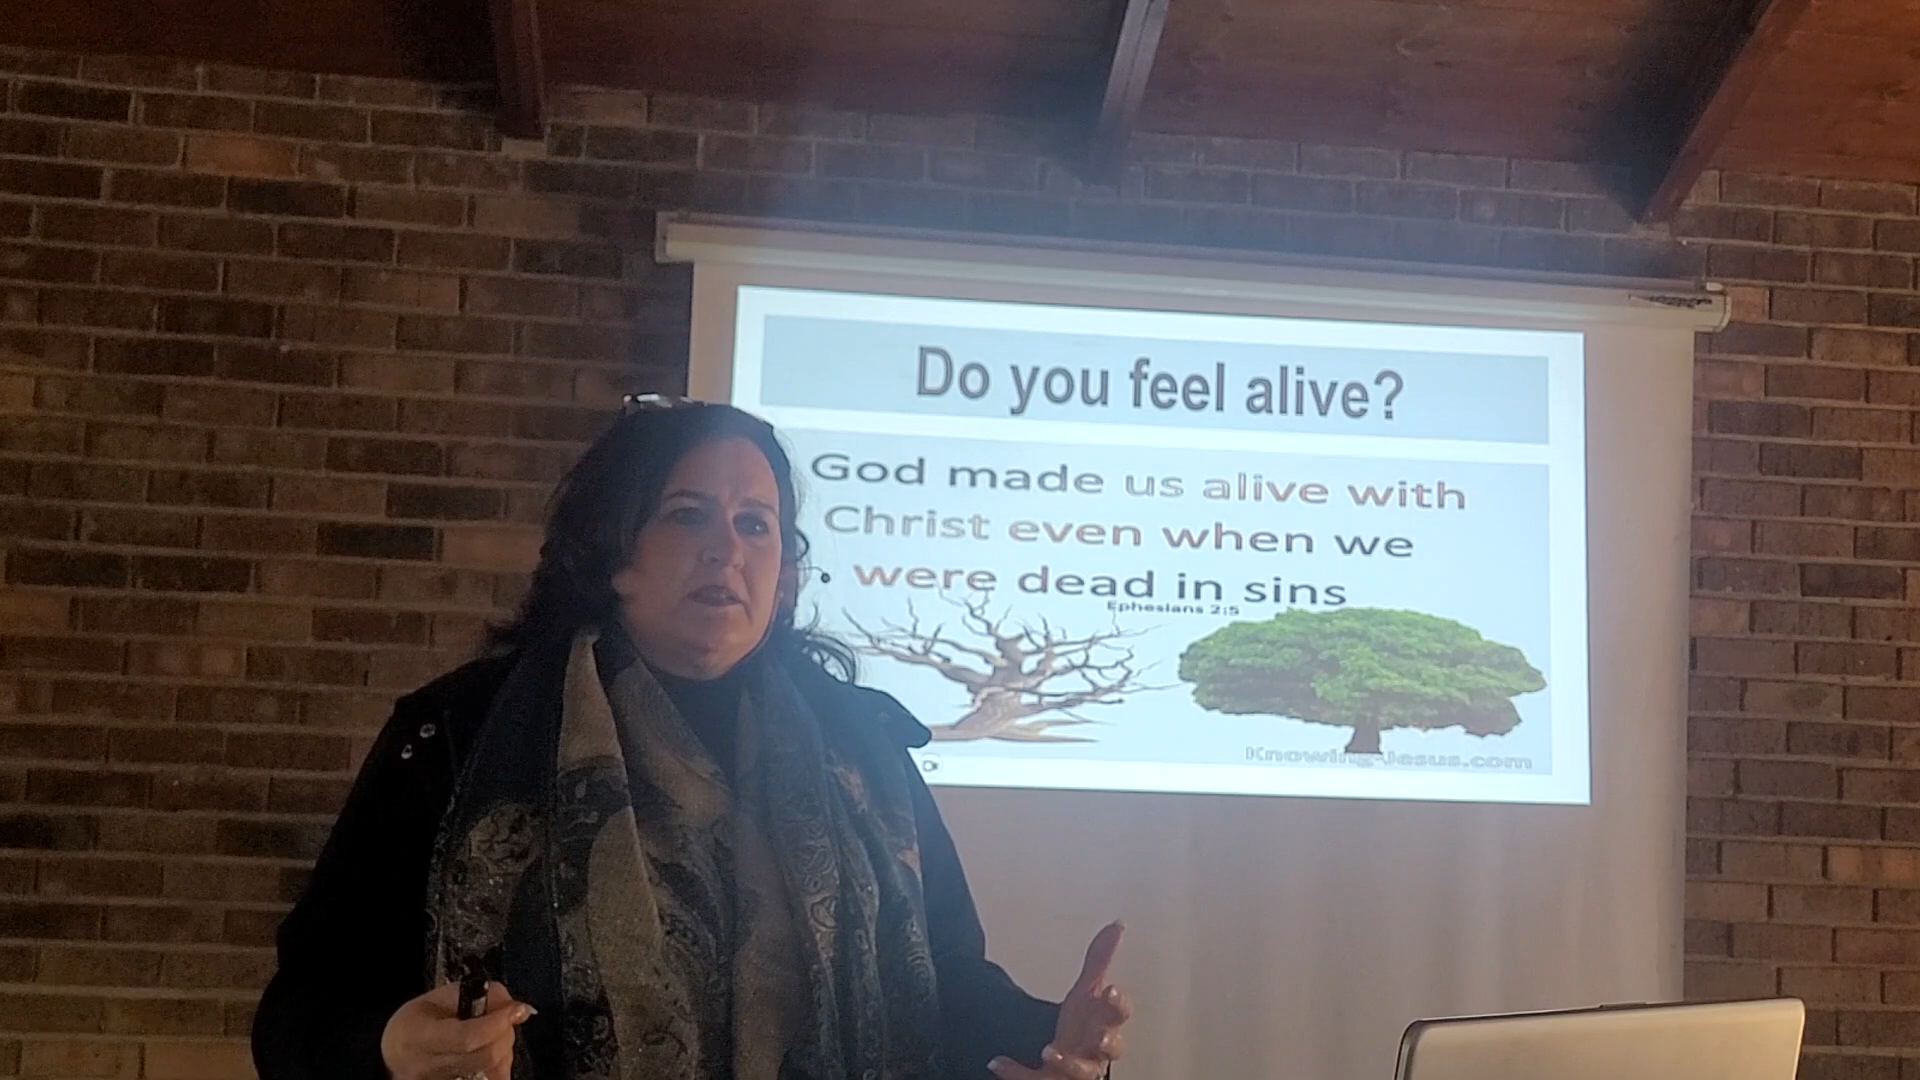 Do you feel alive?
God made us alive with
Christ even when we
were dead in sins
Ephesians 2:5
Knowing-Jesus.com